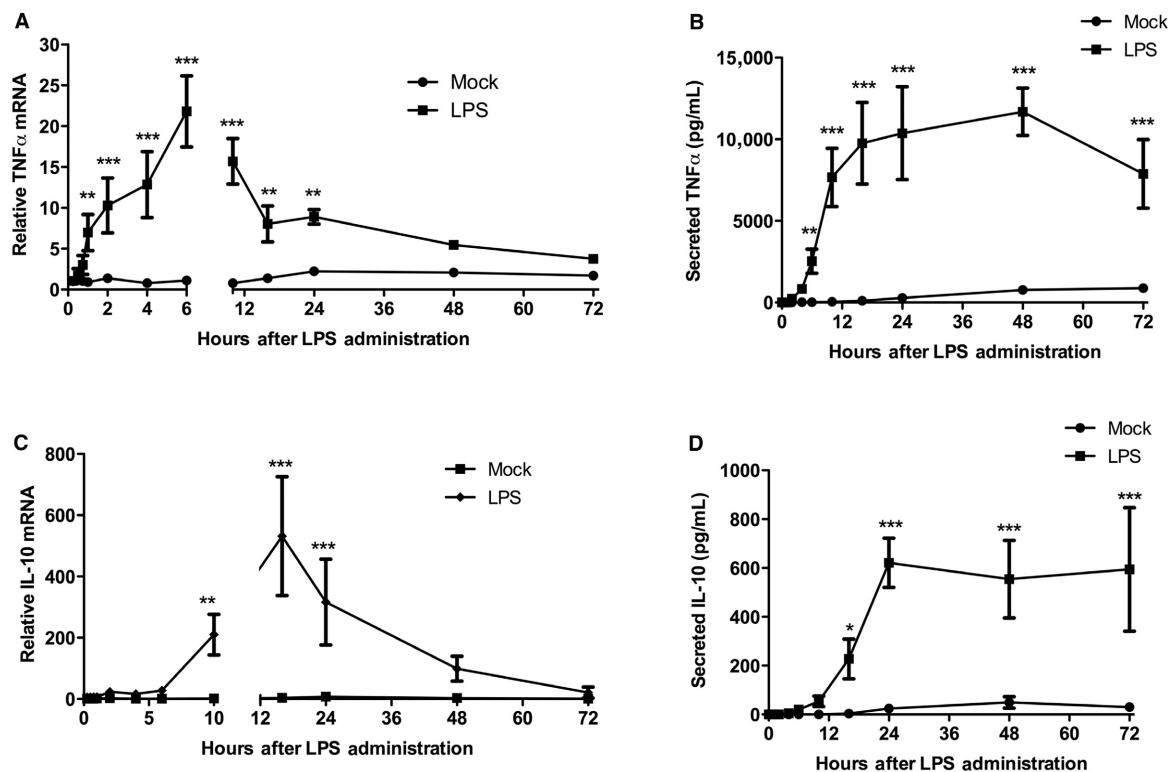 A
Relative TNFα mRNA
30
25
20
15
10
5
0
** *** *** *** *** ** **
Mock
LPS
0 2 4 6 12 24 36 48 60 72
Hours after LPS administration
B
Mock
LPS
Secreted TNFα (pg/mL)
15,000
10,000
5000
0
** *** *** *** *** ***
0 12 24 36 48 60 72
Hours after LPS administration
C
Relative IL-10 mRNA
800
600
400
200
0
** *** ***
Mock
LPS
0 5 10 12 24 36 48 60 72
Hours after LPS administration
D
Mock
LPS
Secreted IL-10 (pg/mL)
1000
800
600
400
200
0
* *** *** ***
0 12 24 36 48 60 72
Hours after LPS administration